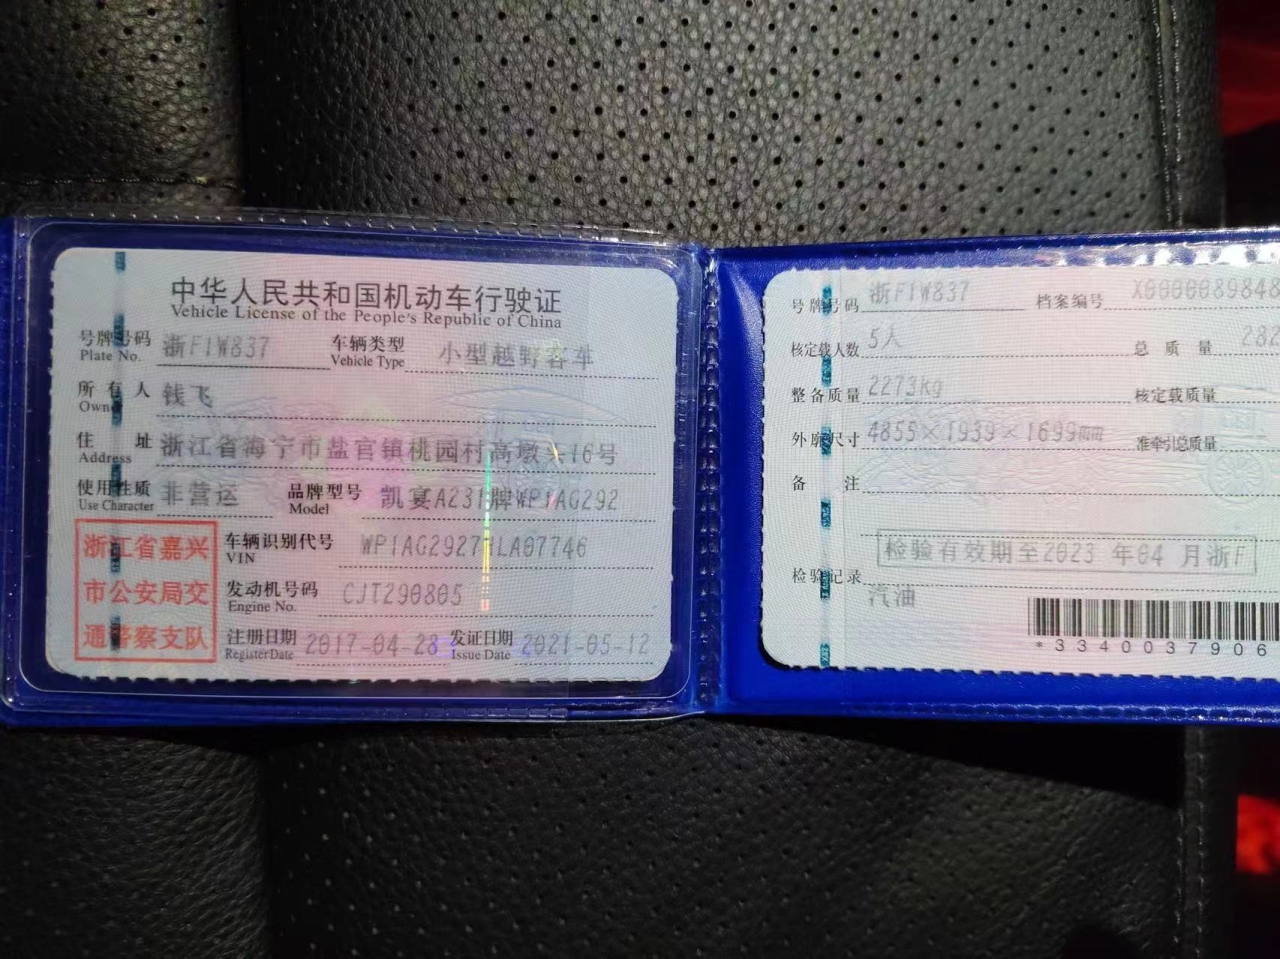 中华人民共和国机动车行驶证
Vehicle License of the People's Republic of China
号牌号码 浙F1W837 车辆类型 小型越野客车
Plate No. Vehicle Type
所有人 钱飞
Owner
住址 浙江省海宁市盐官镇桃园村高墩头16号
Address
使用性质 非营运 品牌型号 凯宴A231牌WP1AG292
Use Character Model
浙江省嘉兴
市公安局交
通警察支队
车辆识别代号
VIN
发动机号码 CJT290805
Engine No.
注册日期 2017-04-28 发证日期 2021-05-12
Register Date Issue Date
号牌号码 浙F1W837 档案编号 X0000089848
核定载人数 5人 总质量 282
整备质量 2273kg 核定载质量
外廓尺寸 4855×1939×1699mm 准牵引总质量
备注
检验有效期至2023 年04 月浙F
检验记录
汽油
*3340037906